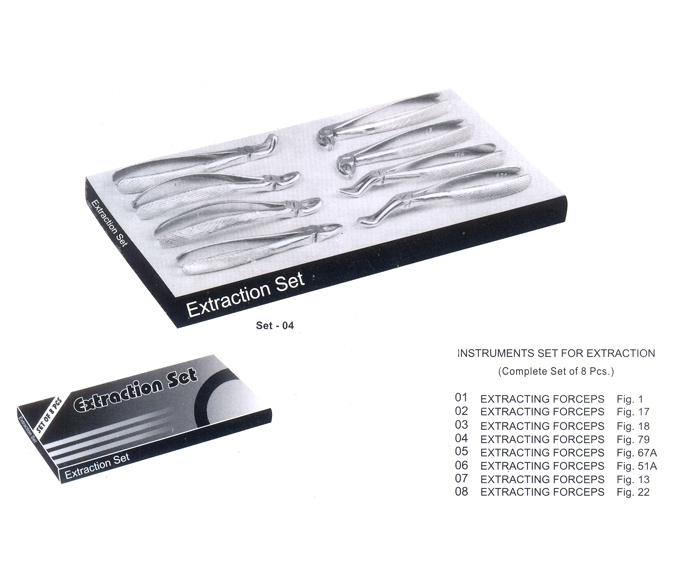 Extraction Set
Extraction Set
Set - 04
INSTRUMENTS SET FOR EXTRACTION
(Complete Set of 8 Pcs.)
01 EXTRACTING FORCEPS Fig. 1
02 EXTRACTING FORCEPS Fig. 17
03 EXTRACTING FORCEPS Fig. 18
04 EXTRACTING FORCEPS Fig. 79
05 EXTRACTING FORCEPS Fig. 67A
06 EXTRACTING FORCEPS Fig. 51A
07 EXTRACTING FORCEPS Fig. 13
08 EXTRACTING FORCEPS Fig. 22
SET OF 8 PCS
Extraction Set
Extraction Set
Extraction Set